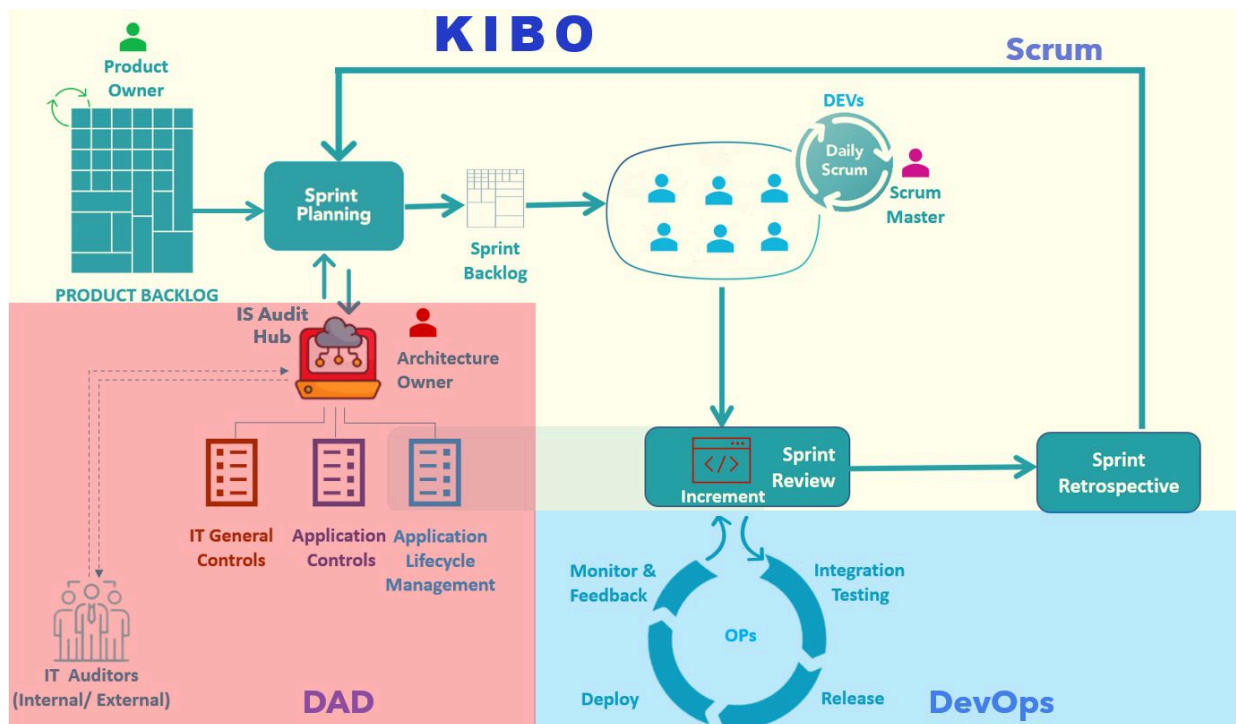 KIBO
Scrum
Product
Owner
DEVs
Daily
Scrum
Scrum
Master
Sprint
Planning
Sprint
Backlog
PRODUCT BACKLOG
IS Audit
Hub
Architecture
Owner
IT General
Controls
Application
Controls
Application
Lifecycle
Management
IT Auditors
(Internal/ External)
DAD
</>
Increment
Sprint
Review
Sprint
Retrospective
Monitor &
Feedback
Integration
Testing
OPs
Deploy
Release
DevOps